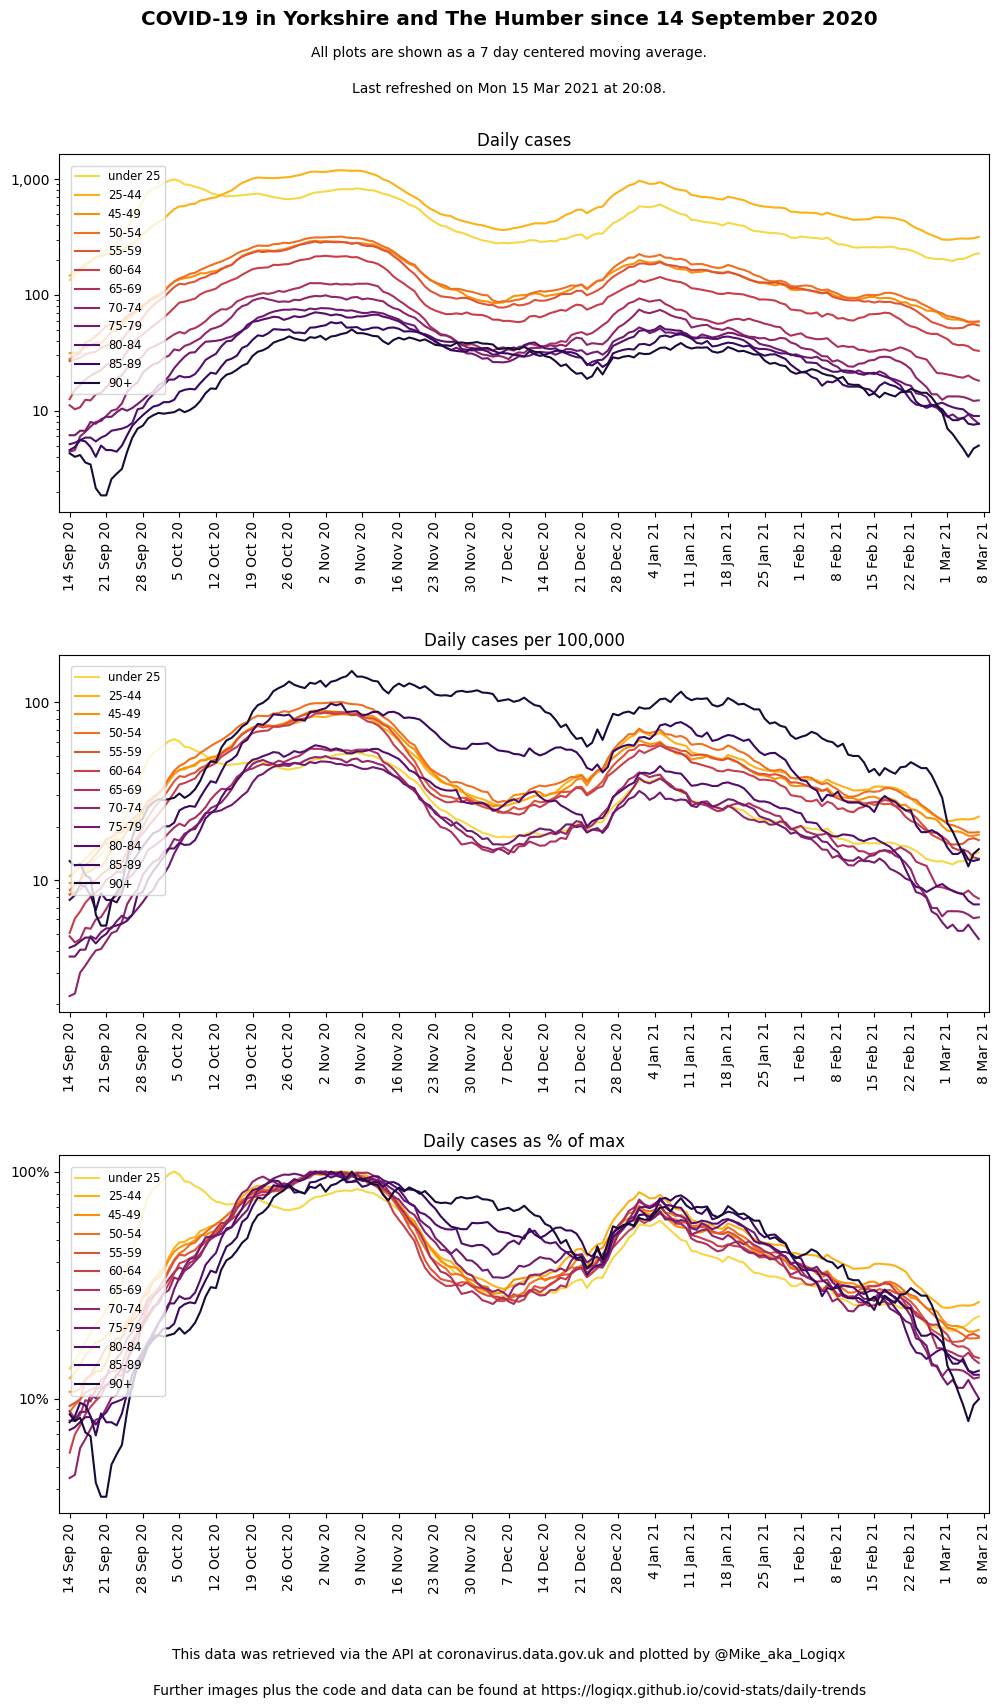 COVID-19 in Yorkshire and The Humber since 14 September 2020
All plots are shown as a 7 day centered moving average.
Last refreshed on Mon 15 Mar 2021 at 20:08.
Daily cases
1,000
100
10
under 25
25-44
45-49
50-54
55-59
60-64
65-69
70-74
75-79
80-84
85-89
90+
14 Sep 20
21 Sep 20
28 Sep 20
5 Oct 20
12 Oct 20
19 Oct 20
26 Oct 20
2 Nov 20
9 Nov 20
16 Nov 20
23 Nov 20
30 Nov 20
7 Dec 20
14 Dec 20
21 Dec 20
28 Dec 20
4 Jan 21
11 Jan 21
18 Jan 21
25 Jan 21
1 Feb 21
8 Feb 21
15 Feb 21
22 Feb 21
1 Mar 21
8 Mar 21
Daily cases per 100,000
100
10
under 25
25-44
45-49
50-54
55-59
60-64
65-69
70-74
75-79
80-84
85-89
90+
14 Sep 20
21 Sep 20
28 Sep 20
5 Oct 20
12 Oct 20
19 Oct 20
26 Oct 20
2 Nov 20
9 Nov 20
16 Nov 20
23 Nov 20
30 Nov 20
7 Dec 20
14 Dec 20
21 Dec 20
28 Dec 20
4 Jan 21
11 Jan 21
18 Jan 21
25 Jan 21
1 Feb 21
8 Feb 21
15 Feb 21
22 Feb 21
1 Mar 21
8 Mar 21
Daily cases as % of max
100%
10%
under 25
25-44
45-49
50-54
55-59
60-64
65-69
70-74
75-79
80-84
85-89
90+
14 Sep 20
21 Sep 20
28 Sep 20
5 Oct 20
12 Oct 20
19 Oct 20
26 Oct 20
2 Nov 20
9 Nov 20
16 Nov 20
23 Nov 20
30 Nov 20
7 Dec 20
14 Dec 20
21 Dec 20
28 Dec 20
4 Jan 21
11 Jan 21
18 Jan 21
25 Jan 21
1 Feb 21
8 Feb 21
15 Feb 21
22 Feb 21
1 Mar 21
8 Mar 21
This data was retrieved via the API at coronavirus.data.gov.uk and plotted by @Mike_aka_Logiqx
Further images plus the code and data can be found at https://logiqx.github.io/covid-stats/daily-trends